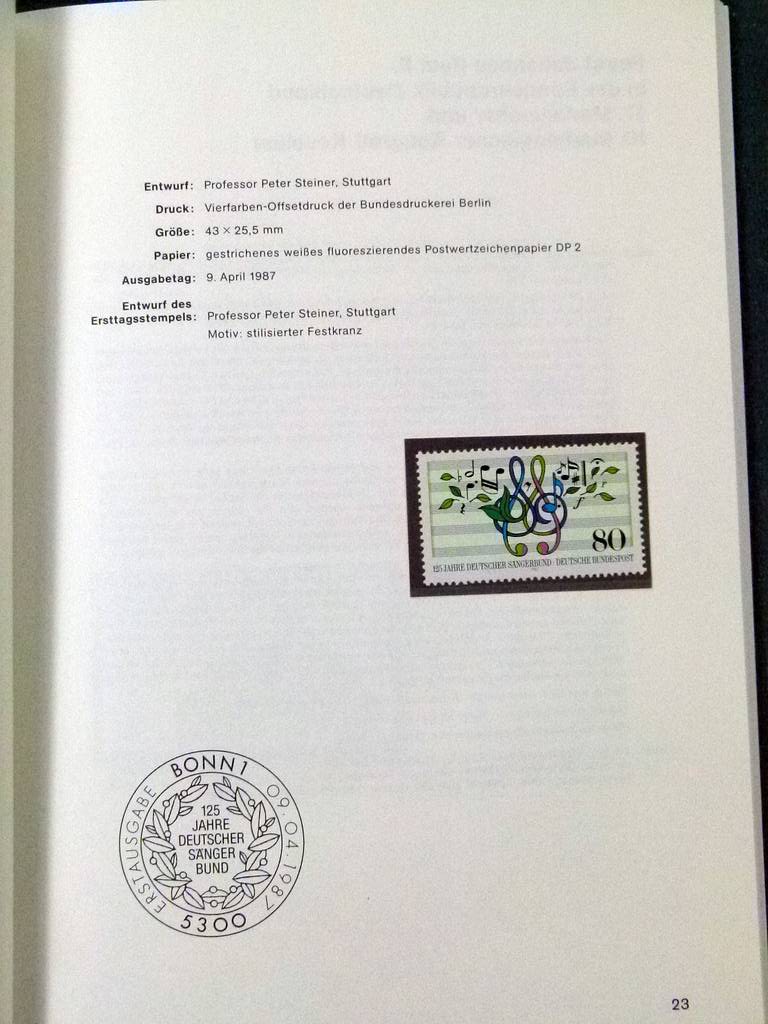 Entwurf: Professor Peter Steiner, Stuttgart
Druck: Vierfarben-Offsetdruck der Bundesdruckerei Berlin
Größe: 43 × 25,5 mm
Papier: gestrichenes weißes fluoreszierendes Postwertzeichenpapier DP 2
Ausgabetag: 9. April 1987
Entwurf des
Ersttagsstempels: Professor Peter Steiner, Stuttgart
Motiv: stilisierter Festkranz
80
125 JAHRE DEUTSCHER SÄNGERBUND · DEUTSCHE BUNDESPOST
BONN 1
ERSTAUSGABE
09.04.1987
125
JAHRE
DEUTSCHER
SÄNGER
BUND
5300
23